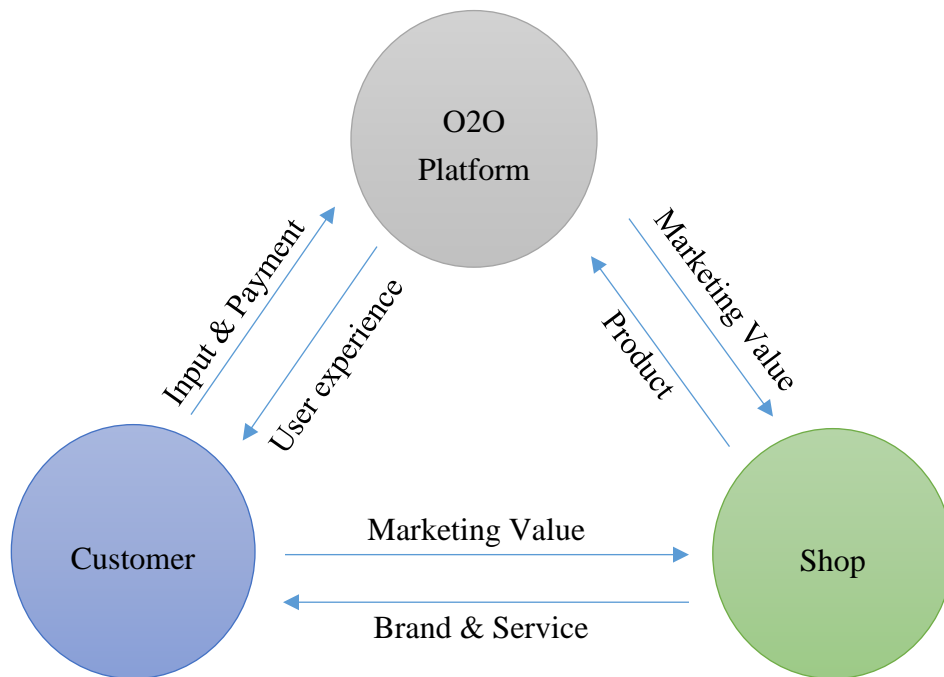 O2O
Platform
Input & Payment
User experience
Marketing Value
Product
Customer
Marketing Value
Shop
Brand & Service